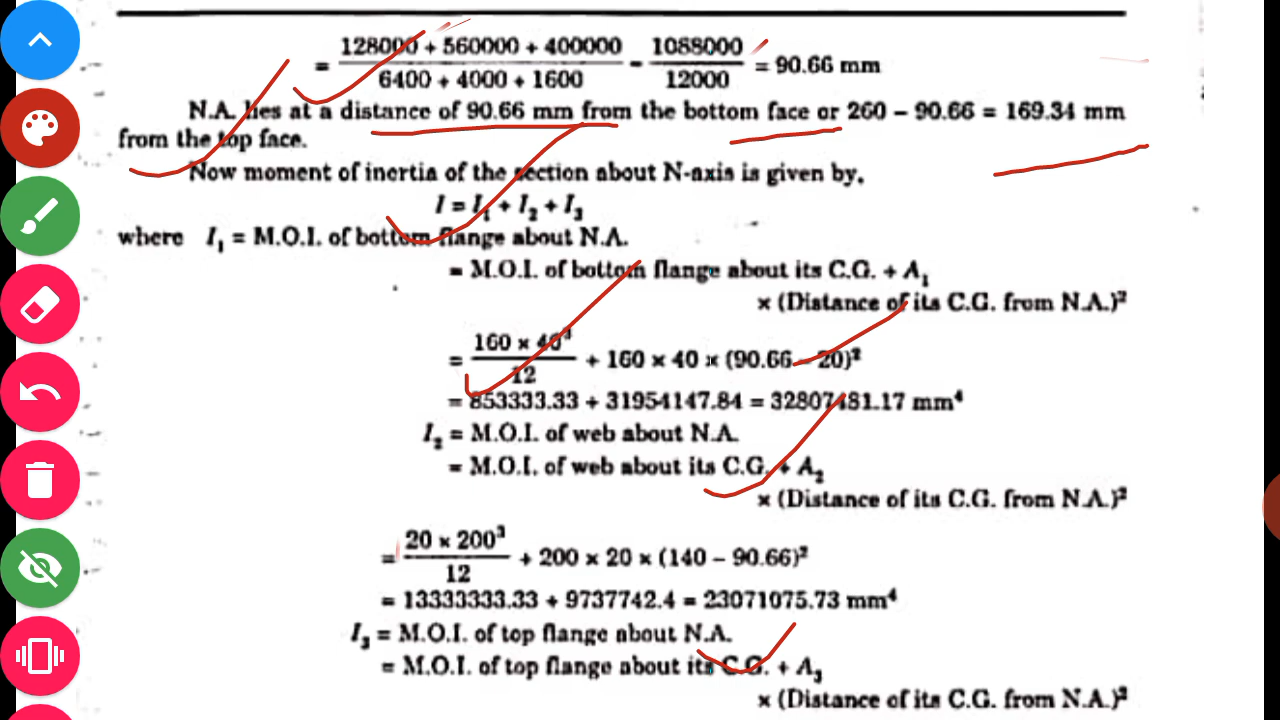 = 128000 + 560000 + 400000 / 6400 + 4000 + 1600 - 1088000 / 12000 = 90.66 mm
N.A. lies at a distance of 90.66 mm from the bottom face or 260 – 90.66 = 169.34 mm
from the top face.
Now moment of inertia of the section about N-axis is given by,
I = I₁ + I₂ + I₃
where I₁ = M.O.I. of bottom flange about N.A.
= M.O.I. of bottom flange about its C.G. + A₁
× (Distance of its C.G. from N.A.)²
= 160 × 40³ / 12 + 160 × 40 × (90.66 – 20)²
= 853333.33 + 31954147.84 = 32807481.17 mm⁴
I₂ = M.O.I. of web about N.A.
= M.O.I. of web about its C.G. + A₂
× (Distance of its C.G. from N.A.)²
= 20 × 200³ / 12 + 200 × 20 × (140 – 90.66)²
= 13333333.33 + 9737742.4 = 23071075.73 mm⁴
I₃ = M.O.I. of top flange about N.A.
= M.O.I. of top flange about its C.G. + A₃
× (Distance of its C.G. from N.A.)²